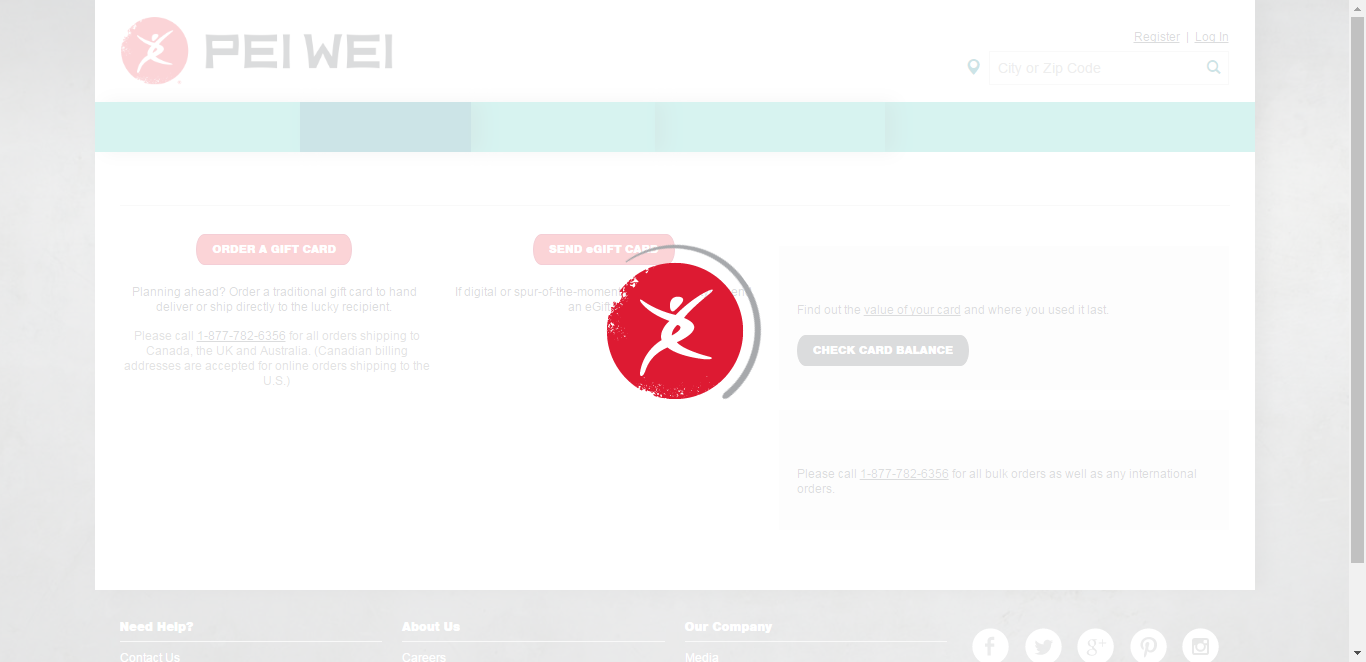 PEI WEI
Register | Log In
City or Zip Code
ORDER A GIFT CARD
Planning ahead? Order a traditional gift card to hand
deliver or ship directly to the lucky recipient.
Please call 1-877-782-6356 for all orders shipping to
Canada, the UK and Australia. (Canadian billing
addresses are accepted for online orders shipping to the
U.S.)
SEND eGIFT CARD
If digital or spur-of-the-moment
an eGift
Find out the value of your card and where you used it last.
CHECK CARD BALANCE
Please call 1-877-782-6356 for all bulk orders as well as any international
orders.
Need Help?
Contact Us
About Us
Careers
Our Company
Media